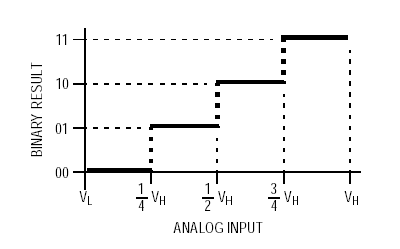 BINARY RESULT
11
10
01
00
V_L 1/4 V_H 1/2 V_H 3/4 V_H V_H
ANALOG INPUT